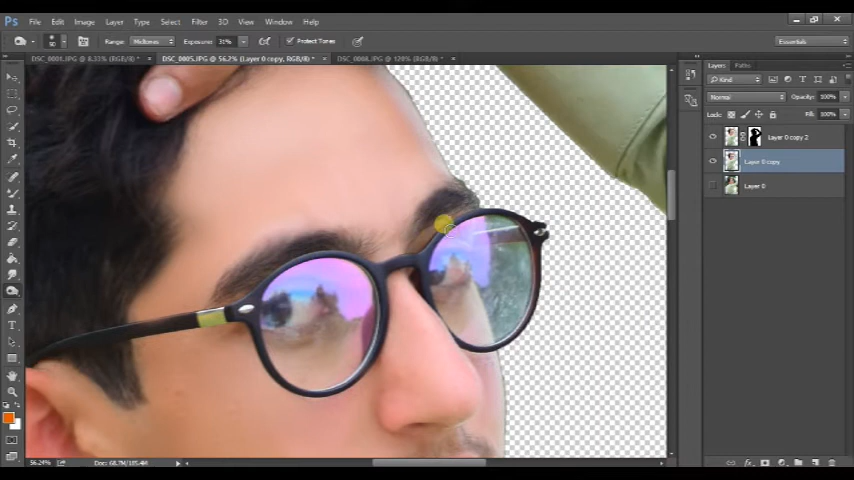 Ps File Edit Image Layer Type Select Filter 3D View Window Help
90 Range: Midtones Exposure: 31% Protect Tones Essentials
DSC_0001.JPG @ 8.33% (RGB/8) * × DSC_0005.JPG @ 56.2% (Layer 0 copy, RGB/8) * × DSC_0088.JPG @ 120% (RGB/8) * ×
Layers Paths
Kind
Normal Opacity: 100%
Lock: Fill: 100%
Layer 0 copy 2
Layer 0 copy
Layer 0
56.24% Doc: 68.7M/185.4M